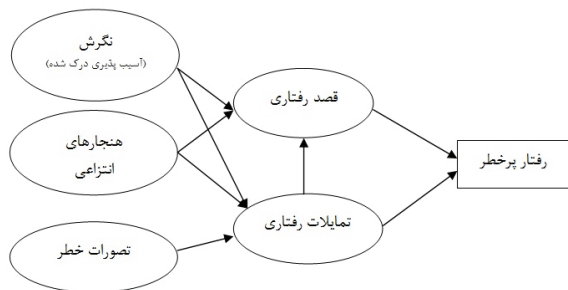 نگرش
(آسیب پذیری درک شده)
قصد رفتاری
هنجارهای
انتزاعی
رفتار پرخطر
تمایلات رفتاری
تصورات خطر